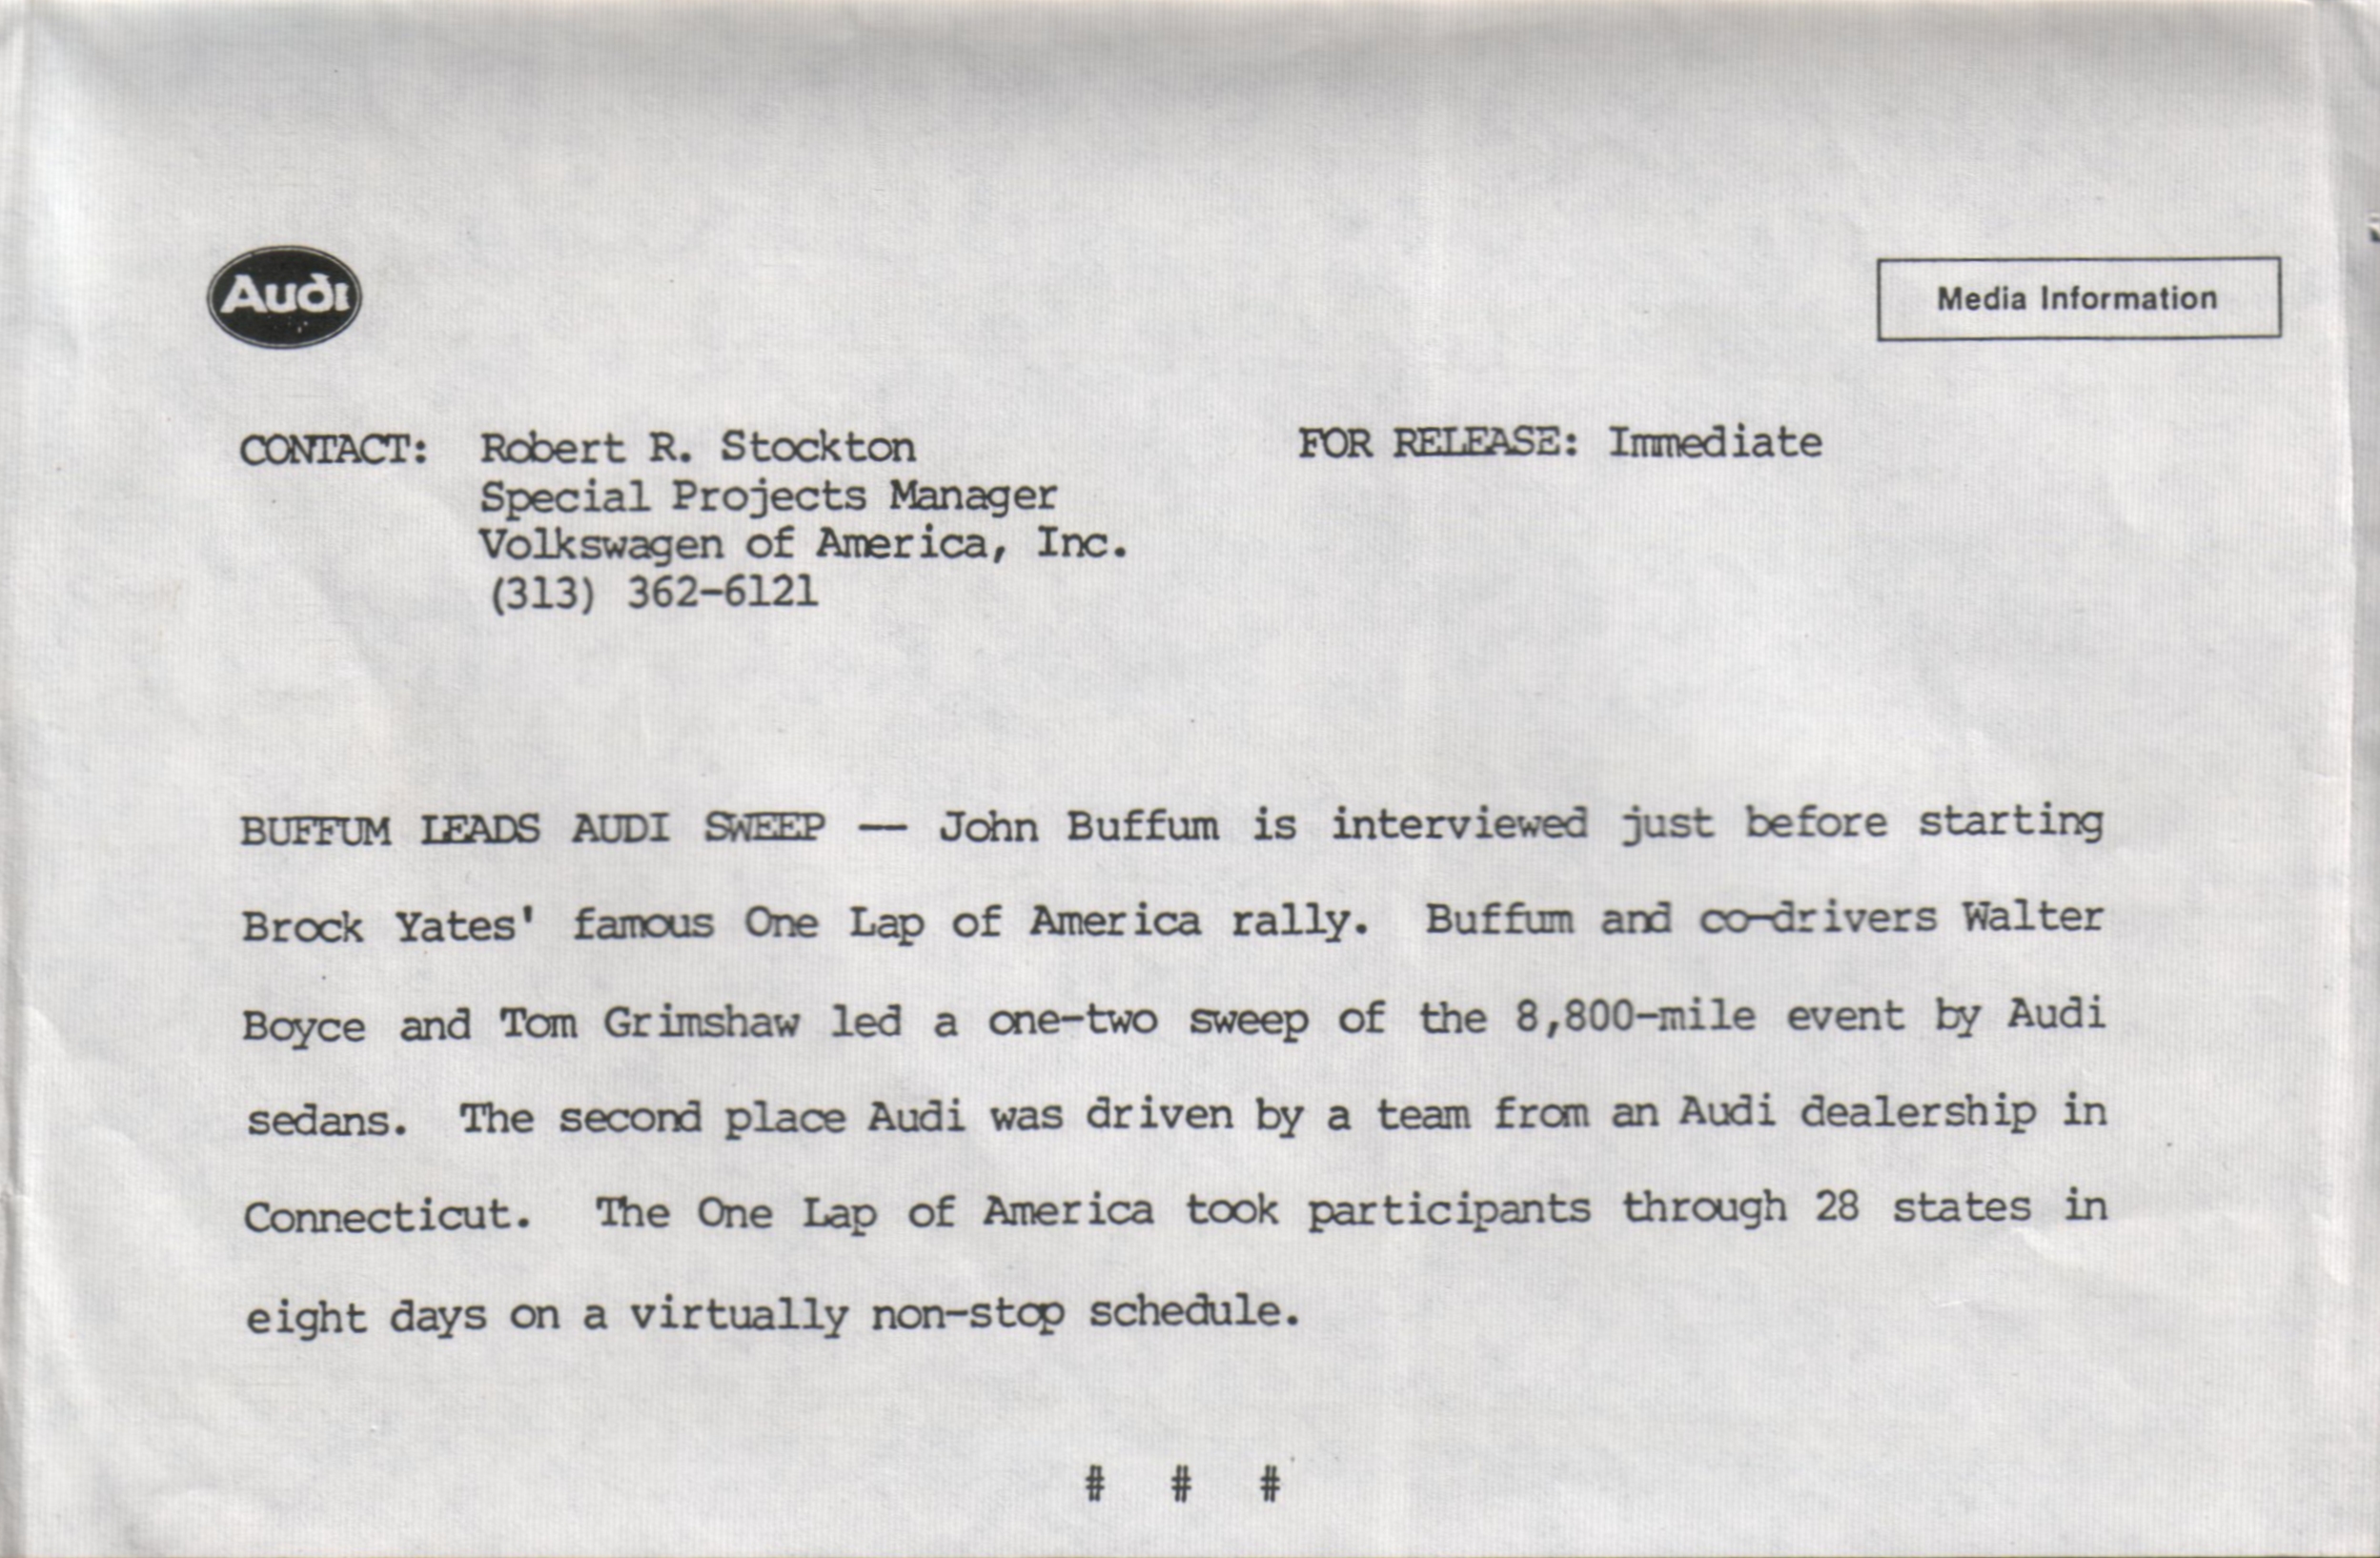 Audi
Media Information
CONTACT: Robert R. Stockton
FOR RELEASE: Immediate
Special Projects Manager
Volkswagen of America, Inc.
(313) 362-6121
BUFFUM LEADS AUDI SWEEP -- John Buffum is interviewed just before starting
Brock Yates' famous One Lap of America rally. Buffum and co-drivers Walter
Boyce and Tom Grimshaw led a one-two sweep of the 8,800-mile event by Audi
sedans. The second place Audi was driven by a team from an Audi dealership in
Connecticut. The One Lap of America took participants through 28 states in
eight days on a virtually non-stop schedule.
# # #